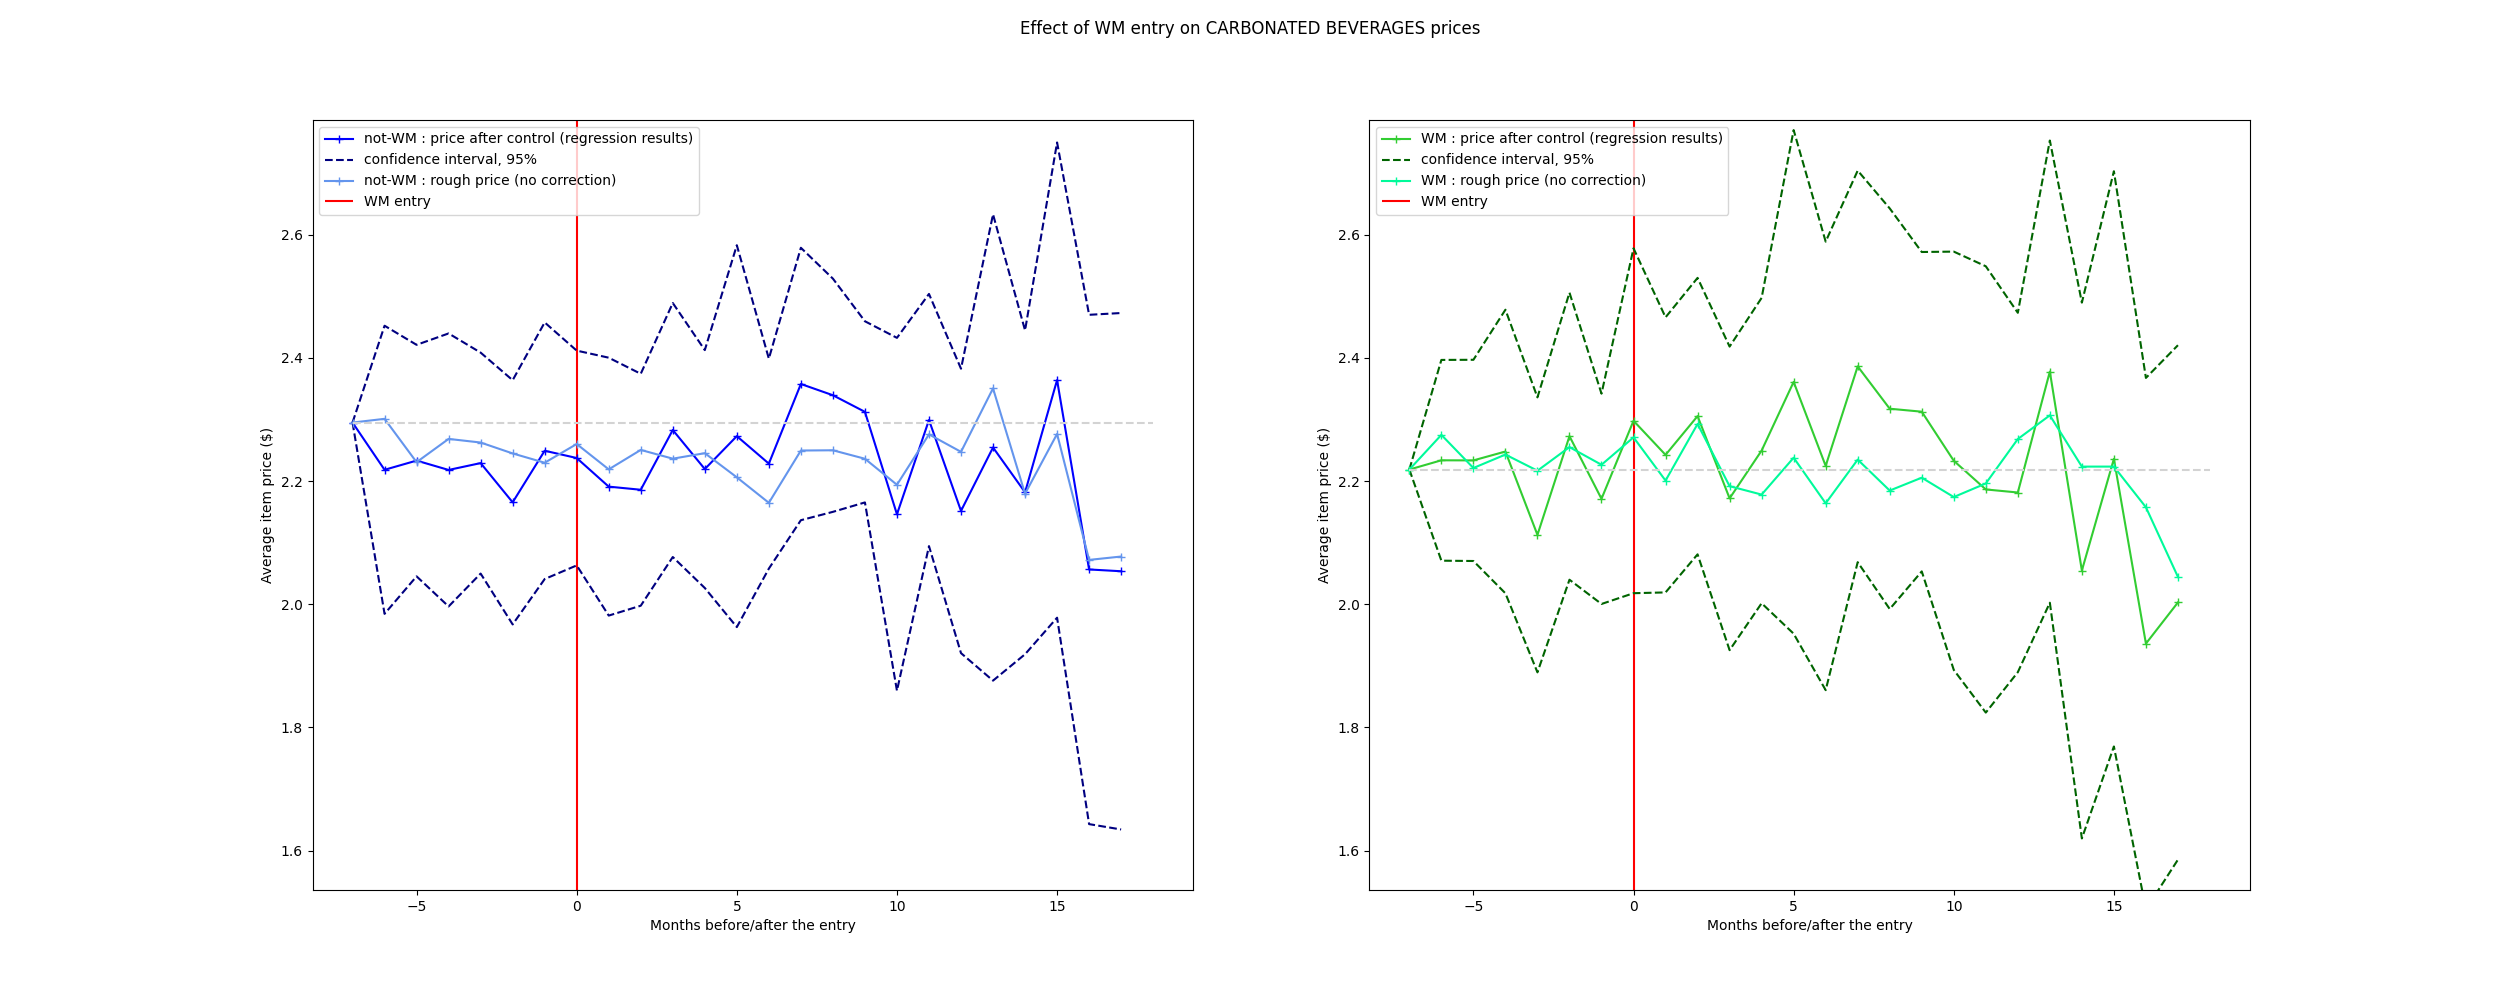 Effect of WM entry on CARBONATED BEVERAGES prices
not-WM : price after control (regression results)
confidence interval, 95%
not-WM : rough price (no correction)
WM entry
Average item price ($)
2.6
2.4
2.2
2.0
1.8
1.6
−5
0
5
10
15
Months before/after the entry
WM : price after control (regression results)
confidence interval, 95%
WM : rough price (no correction)
WM entry
Average item price ($)
2.6
2.4
2.2
2.0
1.8
1.6
−5
0
5
10
15
Months before/after the entry